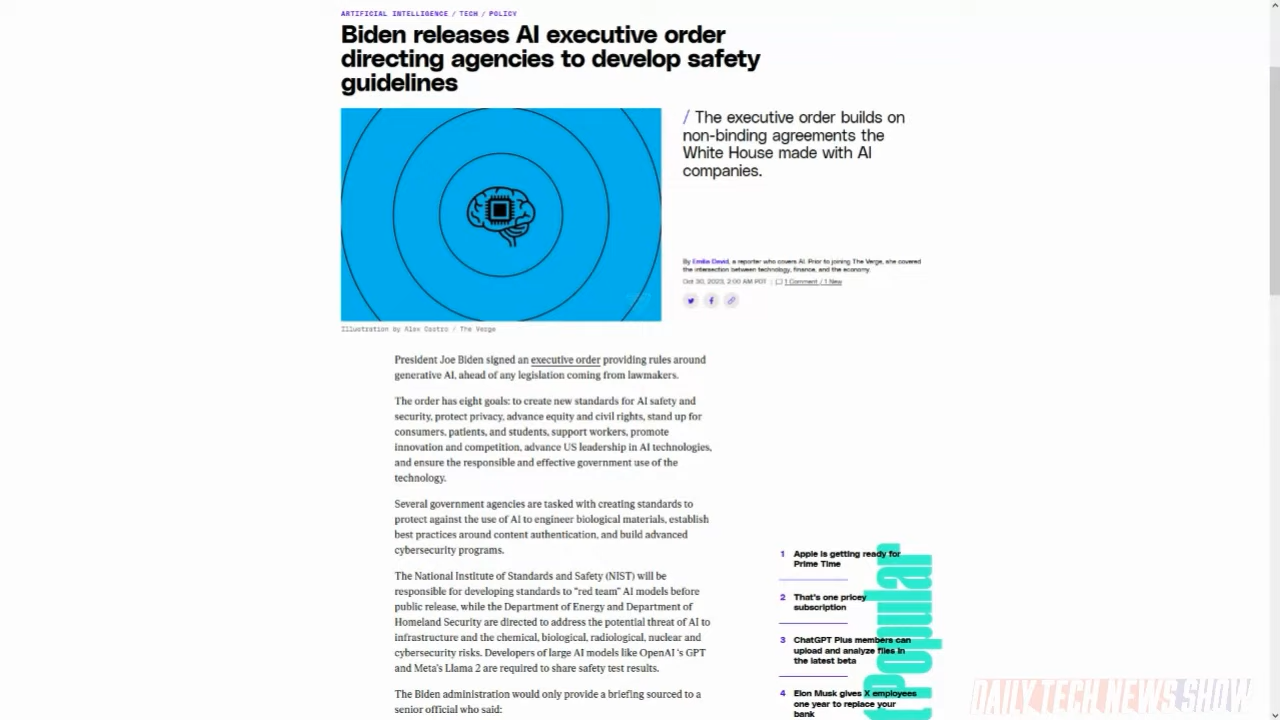 ARTIFICIAL INTELLIGENCE / TECH / POLICY
Biden releases AI executive order
directing agencies to develop safety
guidelines
/ The executive order builds on
non-binding agreements the
White House made with AI
companies.
By Emilia David, a reporter who covers AI. Prior to joining The Verge, she covered
the intersection between technology, finance, and the economy.
Oct 30, 2023, 2:00 AM PDT | 1 Comment / 1 New
Illustration by Alex Castro / The Verge
President Joe Biden signed an executive order providing rules around
generative AI, ahead of any legislation coming from lawmakers.
The order has eight goals: to create new standards for AI safety and
security, protect privacy, advance equity and civil rights, stand up for
consumers, patients, and students, support workers, promote
innovation and competition, advance US leadership in AI technologies,
and ensure the responsible and effective government use of the
technology.
Several government agencies are tasked with creating standards to
protect against the use of AI to engineer biological materials, establish
best practices around content authentication, and build advanced
cybersecurity programs.
The National Institute of Standards and Safety (NIST) will be
responsible for developing standards to “red team” AI models before
public release, while the Department of Energy and Department of
Homeland Security are directed to address the potential threat of AI to
infrastructure and the chemical, biological, radiological, nuclear and
cybersecurity risks. Developers of large AI models like OpenAI 's GPT
and Meta's Llama 2 are required to share safety test results.
The Biden administration would only provide a briefing sourced to a
senior official who said:
1 Apple is getting ready for
Prime Time
2 That's one pricey
subscription
3 ChatGPT Plus members can
upload and analyze files in
the latest beta
4 Elon Musk gives X employees
one year to replace your
bank
Popular
DAILY TECH NEWS SHOW